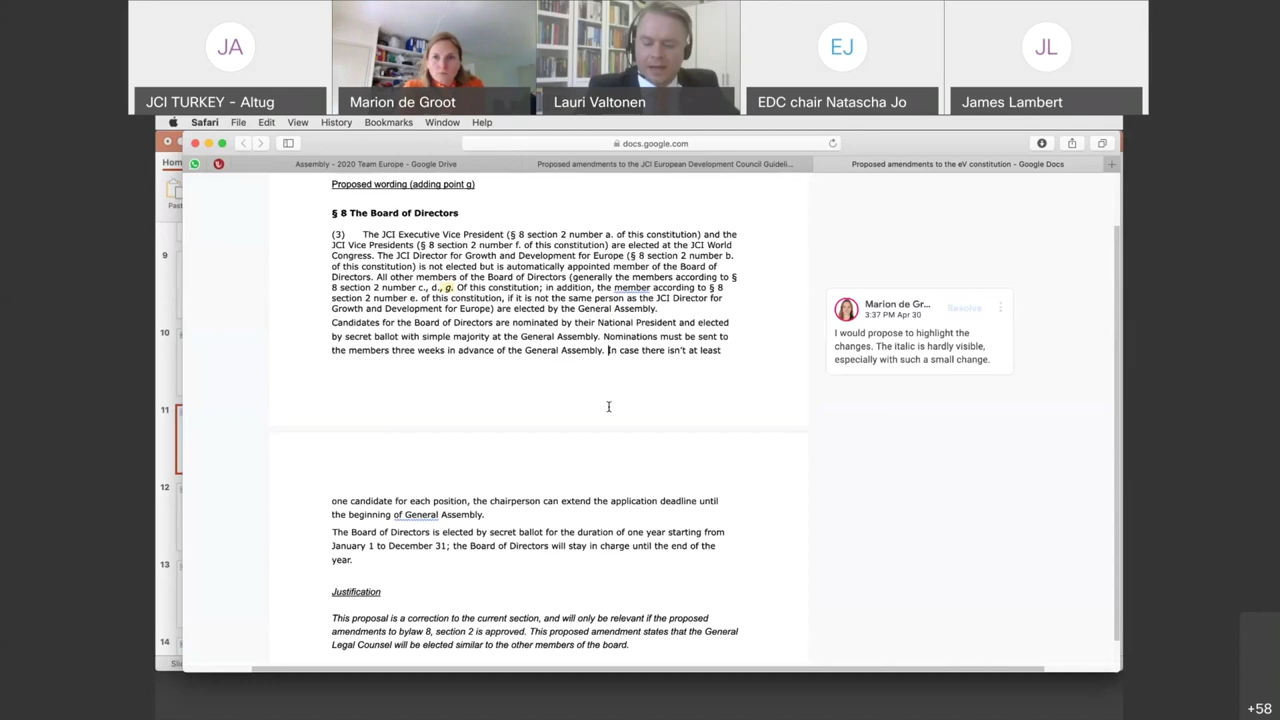 JA
EJ
JL
JCI TURKEY - Altug
Marion de Groot
Lauri Valtonen
EDC chair Natascha Jo
James Lambert
Safari File Edit View History Bookmarks Window Help
docs.google.com
Assembly - 2020 Team Europe - Google Drive
Proposed amendments to the JCI European Development Council Guideli...
Proposed amendments to the eV constitution - Google Docs
Hom
Past
9
10
11
12
13
14
Sli
Proposed wording (adding point g)
§ 8 The Board of Directors
(3) The JCI Executive Vice President (§ 8 section 2 number a. of this constitution) and the
JCI Vice Presidents (§ 8 section 2 number f. of this constitution) are elected at the JCI World
Congress. The JCI Director for Growth and Development for Europe (§ 8 section 2 number b.
of this constitution) is not elected but is automatically appointed member of the Board of
Directors. All other members of the Board of Directors (generally the members according to §
8 section 2 number c., d., g. Of this constitution; in addition, the member according to § 8
section 2 number e. of this constitution, if it is not the same person as the JCI Director for
Growth and Development for Europe) are elected by the General Assembly.
Candidates for the Board of Directors are nominated by their National President and elected
by secret ballot with simple majority at the General Assembly. Nominations must be sent to
the members three weeks in advance of the General Assembly. In case there isn't at least
one candidate for each position, the chairperson can extend the application deadline until
the beginning of General Assembly.
The Board of Directors is elected by secret ballot for the duration of one year starting from
January 1 to December 31; the Board of Directors will stay in charge until the end of the
year.
Justification
This proposal is a correction to the current section, and will only be relevant if the proposed
amendments to bylaw 8, section 2 is approved. This proposed amendment states that the General
Legal Counsel will be elected similar to the other members of the board.
Marion de Gr...
Resolve
3:37 PM Apr 30
I would propose to highlight the
changes. The italic is hardly visible,
especially with such a small change.
+58